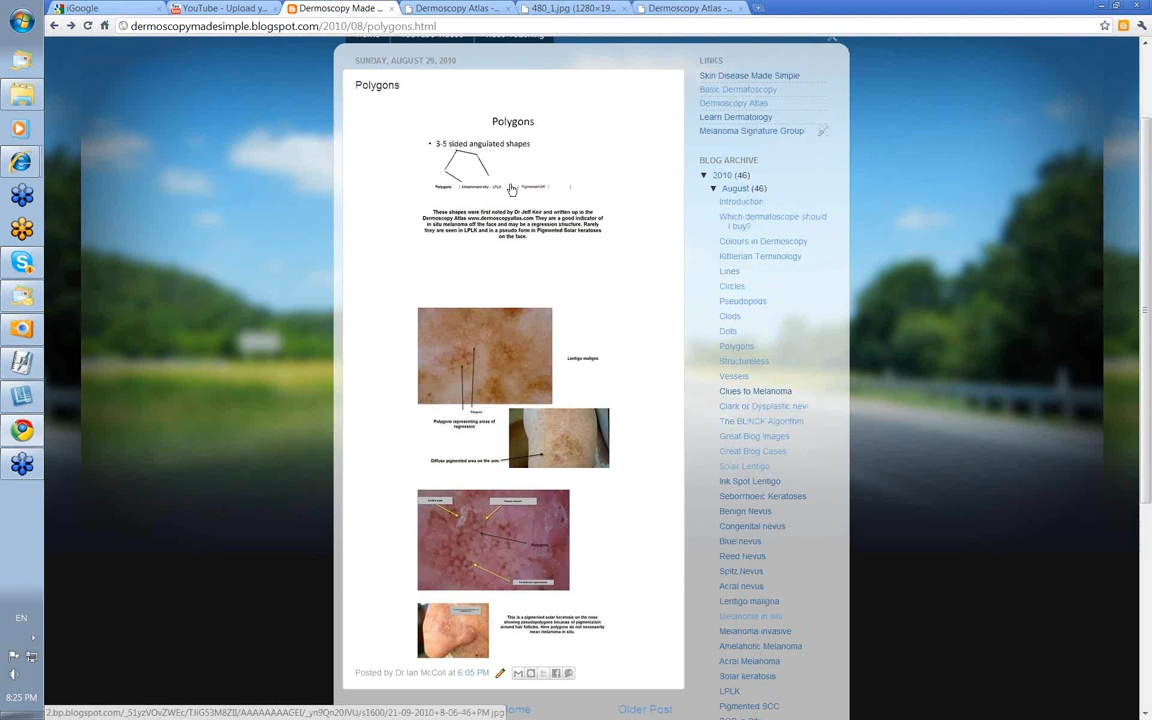 iGoogle
YouTube - Upload y...
Dermoscopy Made ...
Dermoscopy Atlas -...
480_1.jpg (1280×19...
Dermoscopy Atlas -...
dermoscopymadesimple.blogspot.com/2010/08/polygons.html
SUNDAY, AUGUST 29, 2010
Polygons
Polygons
• 3-5 sided angulated shapes
Polygons
LPLK
Pigmented SK
These shapes were first noted by Dr Jeff Keir and written up in the
Dermoscopy Atlas www.dermoscopyatlas.com They are a good indicator of
in situ melanoma off the face and may be a regression structure. Rarely
they are seen in LPLK and in a pseudo form in Pigmented Solar keratoses
on the face.
Lentigo maligna
Polygons
Polygons representing areas of
regression
Diffuse pigmented area on the arm.
Polygons
This is a pigmented solar keratosis on the nose
showing pseudopolygons because of pigmentation
around hair follicles. Here polygons do not necessarily
mean melanoma in situ.
Posted by Dr Ian McColl at 6:05 PM
Home
Older Post
LINKS
Skin Disease Made Simple
Basic Dermatoscopy
Dermoscopy Atlas
Learn Dermatology
Melanoma Signature Group
BLOG ARCHIVE
▼ 2010 (46)
▼ August (46)
Introduction
Which dermatoscope should
I buy?
Colours in Dermoscopy
Kittlerian Terminology
Lines
Circles
Pseudopods
Clods
Dots
Polygons
Structureless
Vessels
Clues to Melanoma
Clark or Dysplastic nevi
The BLINCK Algorithm
Great Blog Images
Great Blog Cases
Solar Lentigo
Ink Spot Lentigo
Seborrhoeic Keratoses
Benign Nevus
Congenital nevus
Blue nevus
Reed Nevus
Spitz Nevus
Acral nevus
Lentigo maligna
Melanoma in situ
Melanoma invasive
Amelanotic Melanoma
Acral Melanoma
Solar keratosis
LPLK
Pigmented SCC
EN
8:25 PM